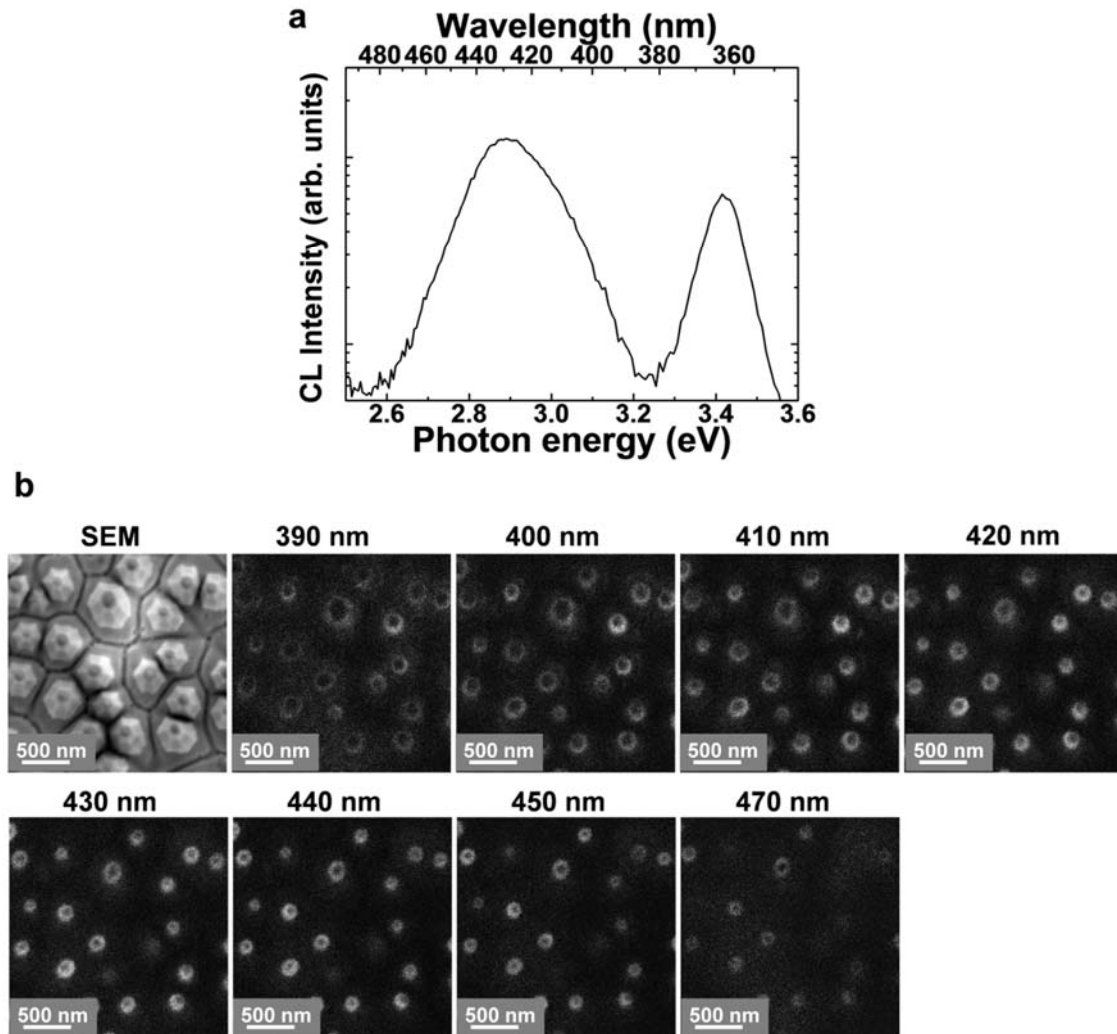 a
Wavelength (nm)
480 460 440 420 400 380 360
CL Intensity (arb. units)
2.6 2.8 3.0 3.2 3.4 3.6
Photon energy (eV)
b
SEM 390 nm 400 nm 410 nm 420 nm
500 nm 500 nm 500 nm 500 nm 500 nm
430 nm 440 nm 450 nm 470 nm
500 nm 500 nm 500 nm 500 nm